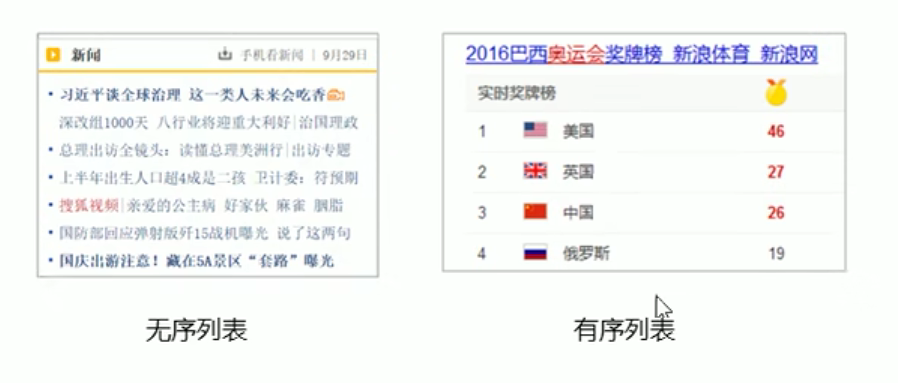 新闻
手机看新闻 | 9月29日
习近平谈全球治理 这一类人未来会吃香
深改组1000天 八行业将迎重大利好|治国理政
总理出访全镜头：读懂总理美洲行|出访专题
上半年出生人口超4成是二孩 卫计委：符预期
搜狐视频|亲爱的公主病 好家伙 麻雀 胭脂
国防部回应弹射版歼15战机曝光 说了这两句
国庆出游注意！藏在5A景区“套路”曝光
无序列表
2016巴西奥运会奖牌榜_新浪体育_新浪网
实时奖牌榜
1 美国 46
2 英国 27
3 中国 26
4 俄罗斯 19
有序列表